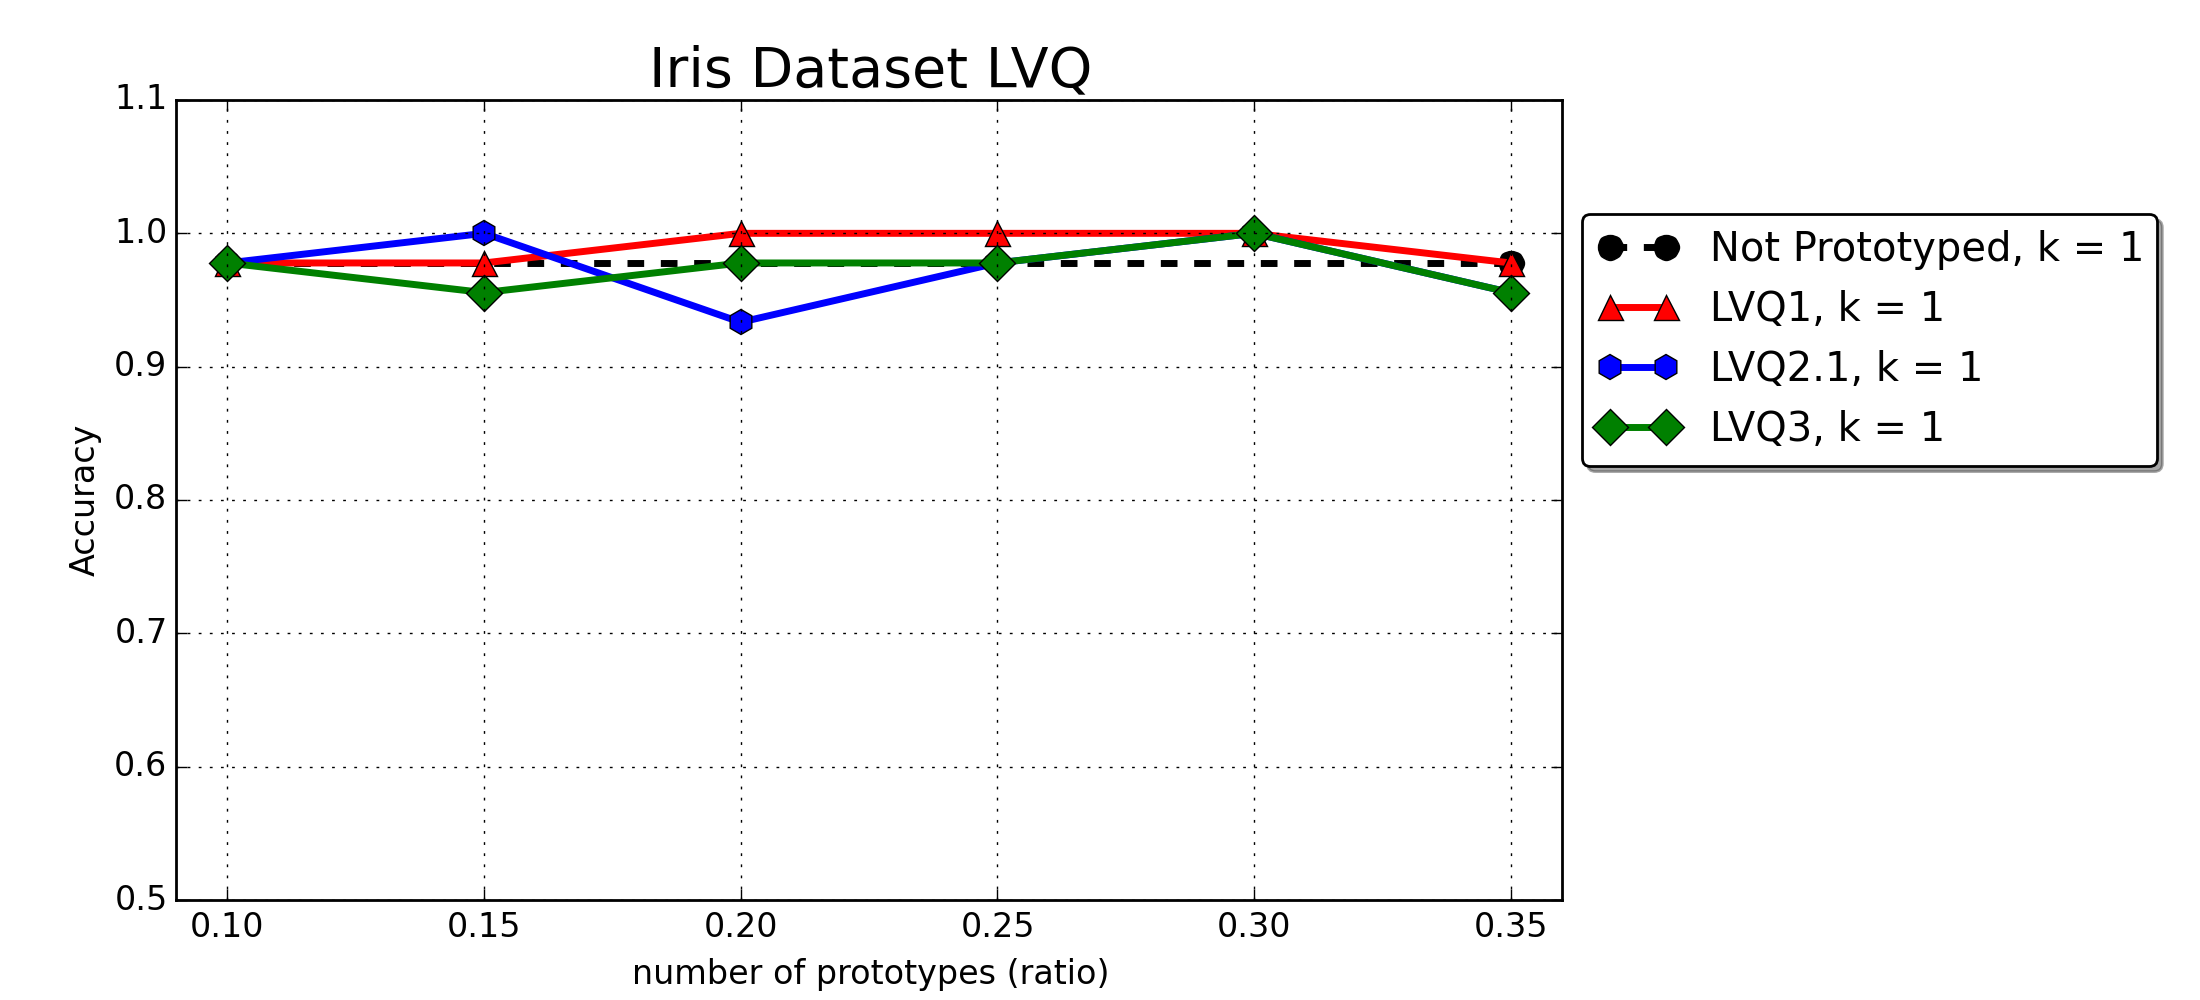 Iris Dataset LVQ
1.1
1.0
0.9
0.8
0.7
0.6
0.5
Accuracy
0.10 0.15 0.20 0.25 0.30 0.35
number of prototypes (ratio)
Not Prototyped, k = 1
LVQ1, k = 1
LVQ2.1, k = 1
LVQ3, k = 1